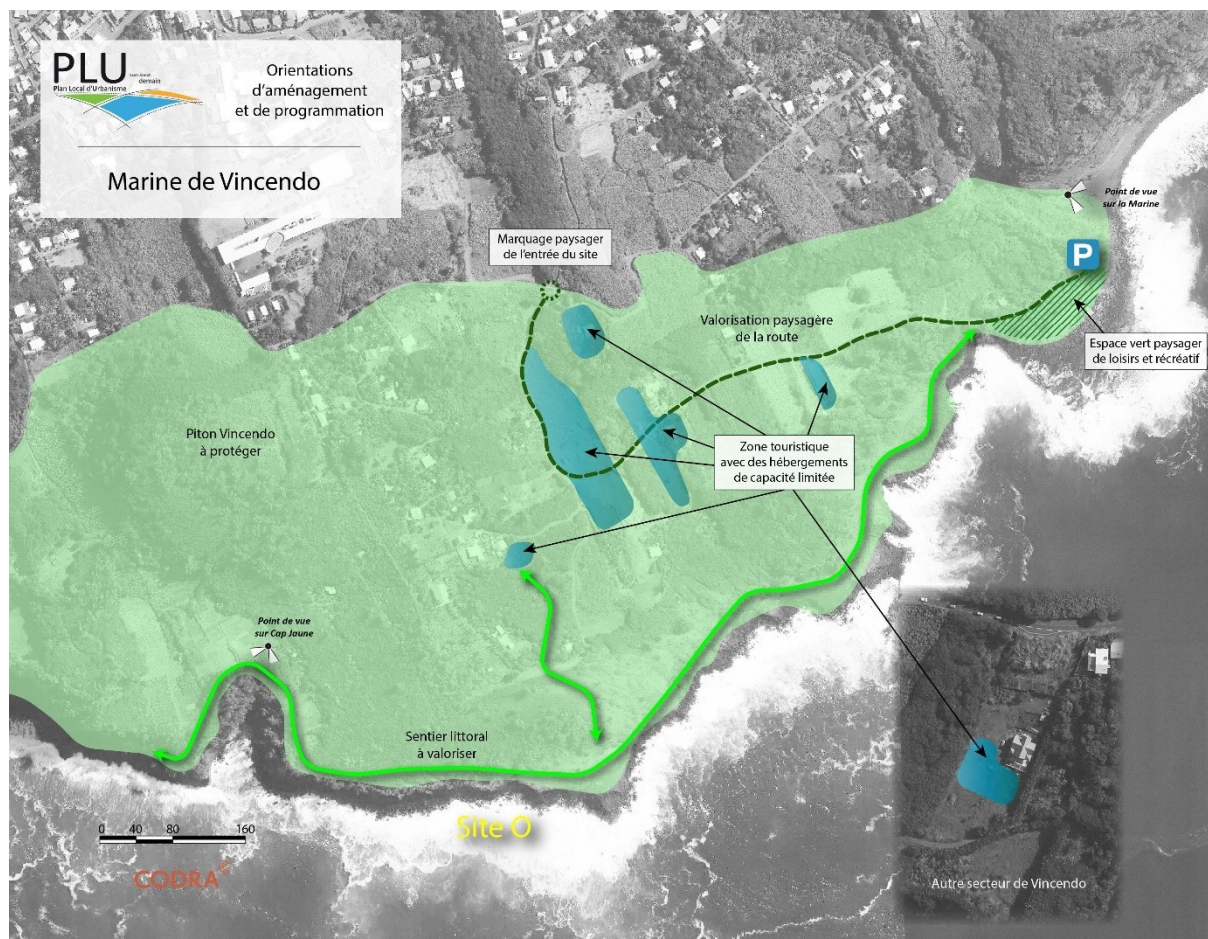 PLU
Saint-Joseph
demain
Plan Local d'Urbanisme
Orientations
d'aménagement
et de programmation
Marine de Vincendo
Point de vue
sur la Marine
P
Marquage paysager
de l'entrée du site
Valorisation paysagère
de la route
Espace vert paysager
de loisirs et récréatif
Piton Vincendo
à protéger
Zone touristique
avec des hébergements
de capacité limitée
Point de vue
sur Cap Jaune
Sentier littoral
à valoriser
Site O
0 40 80 160
CODRA©
Autre secteur de Vincendo